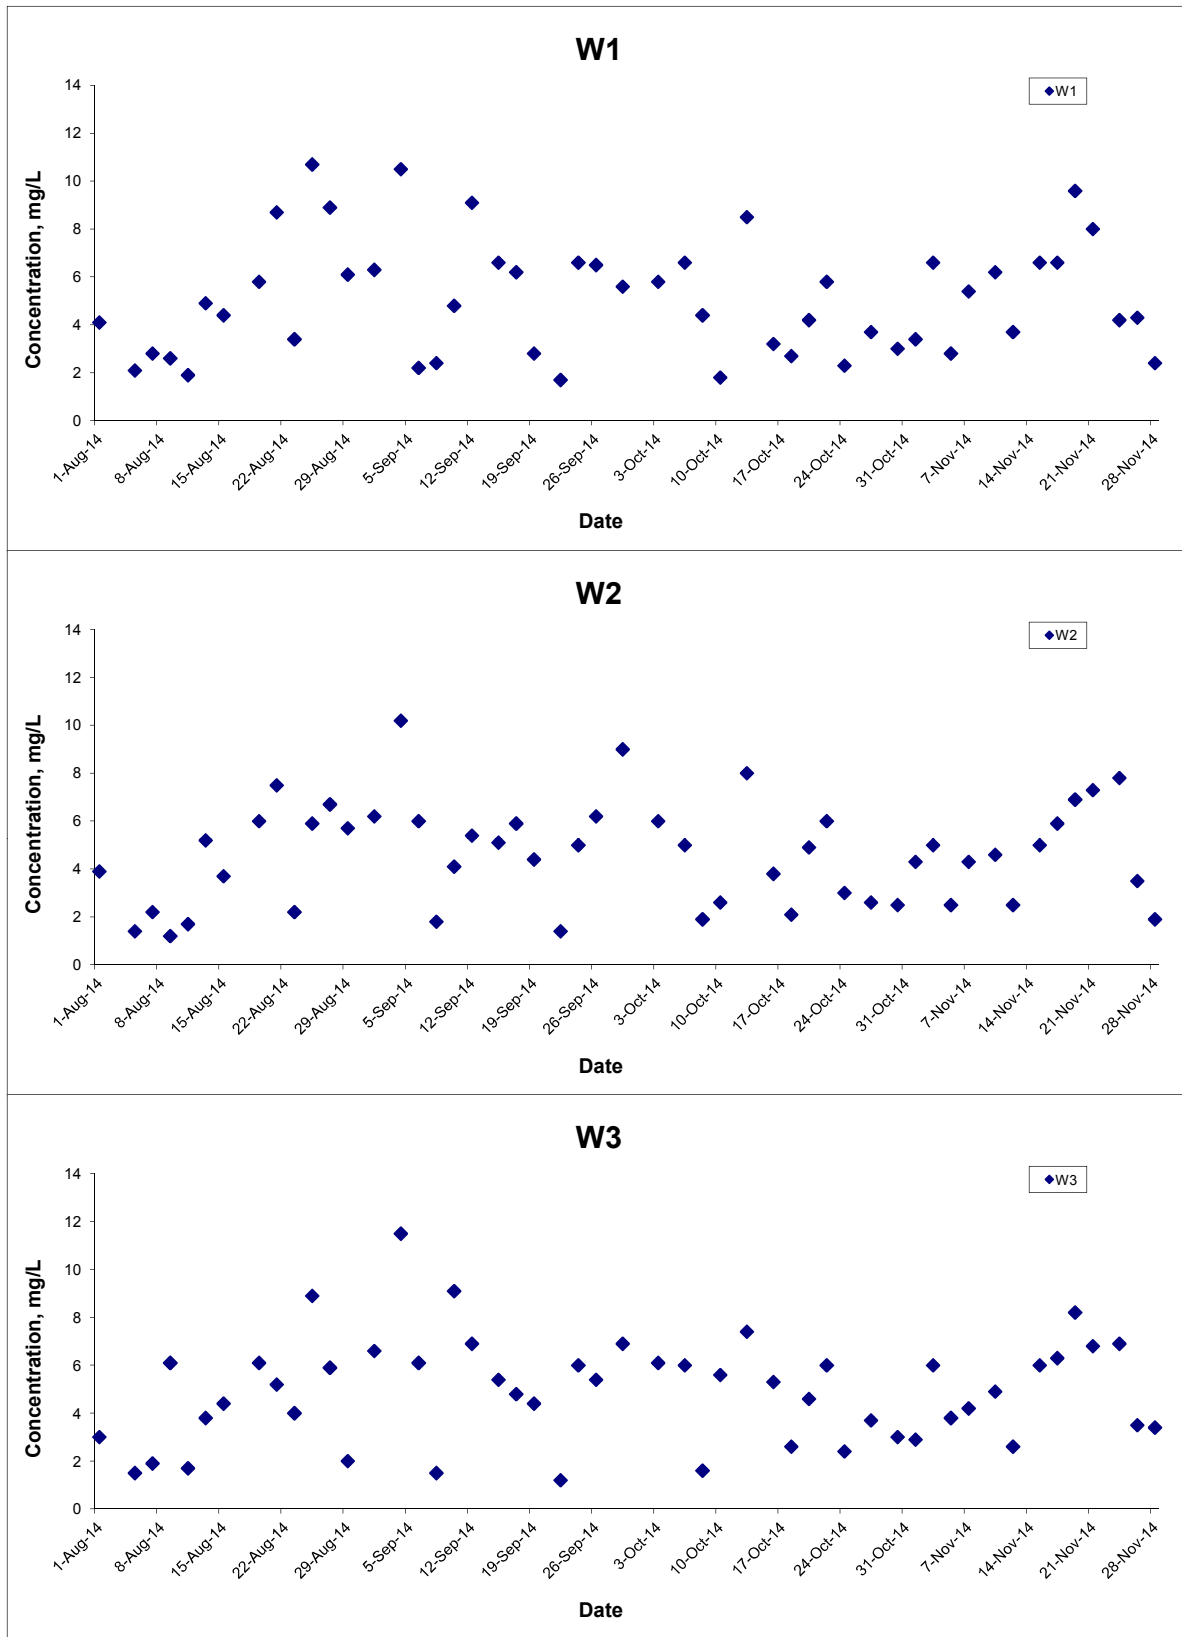 W1
W1
14
12
10
8
6
4
2
0
Concentration, mg/L
1-Aug-14 8-Aug-14 15-Aug-14 22-Aug-14 29-Aug-14 5-Sep-14 12-Sep-14 19-Sep-14 26-Sep-14 3-Oct-14 10-Oct-14 17-Oct-14 24-Oct-14 31-Oct-14 7-Nov-14 14-Nov-14 21-Nov-14 28-Nov-14
Date
W2
W2
14
12
10
8
6
4
2
0
Concentration, mg/L
1-Aug-14 8-Aug-14 15-Aug-14 22-Aug-14 29-Aug-14 5-Sep-14 12-Sep-14 19-Sep-14 26-Sep-14 3-Oct-14 10-Oct-14 17-Oct-14 24-Oct-14 31-Oct-14 7-Nov-14 14-Nov-14 21-Nov-14 28-Nov-14
Date
W3
W3
14
12
10
8
6
4
2
0
Concentration, mg/L
1-Aug-14 8-Aug-14 15-Aug-14 22-Aug-14 29-Aug-14 5-Sep-14 12-Sep-14 19-Sep-14 26-Sep-14 3-Oct-14 10-Oct-14 17-Oct-14 24-Oct-14 31-Oct-14 7-Nov-14 14-Nov-14 21-Nov-14 28-Nov-14
Date